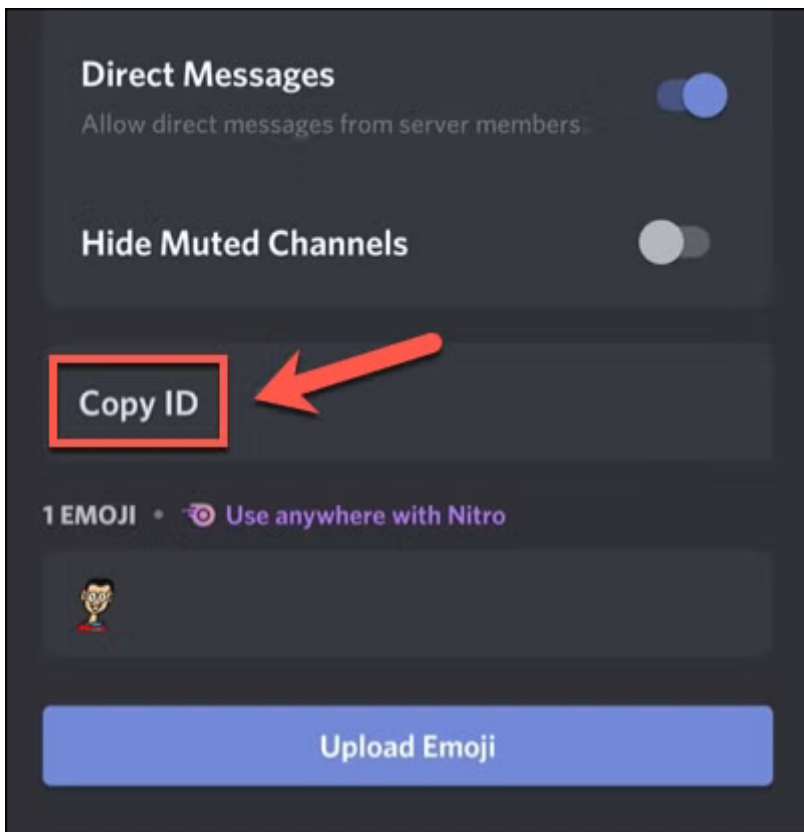 Direct Messages
Allow direct messages from server members.
Hide Muted Channels
Copy ID
1 EMOJI • Use anywhere with Nitro
Upload Emoji